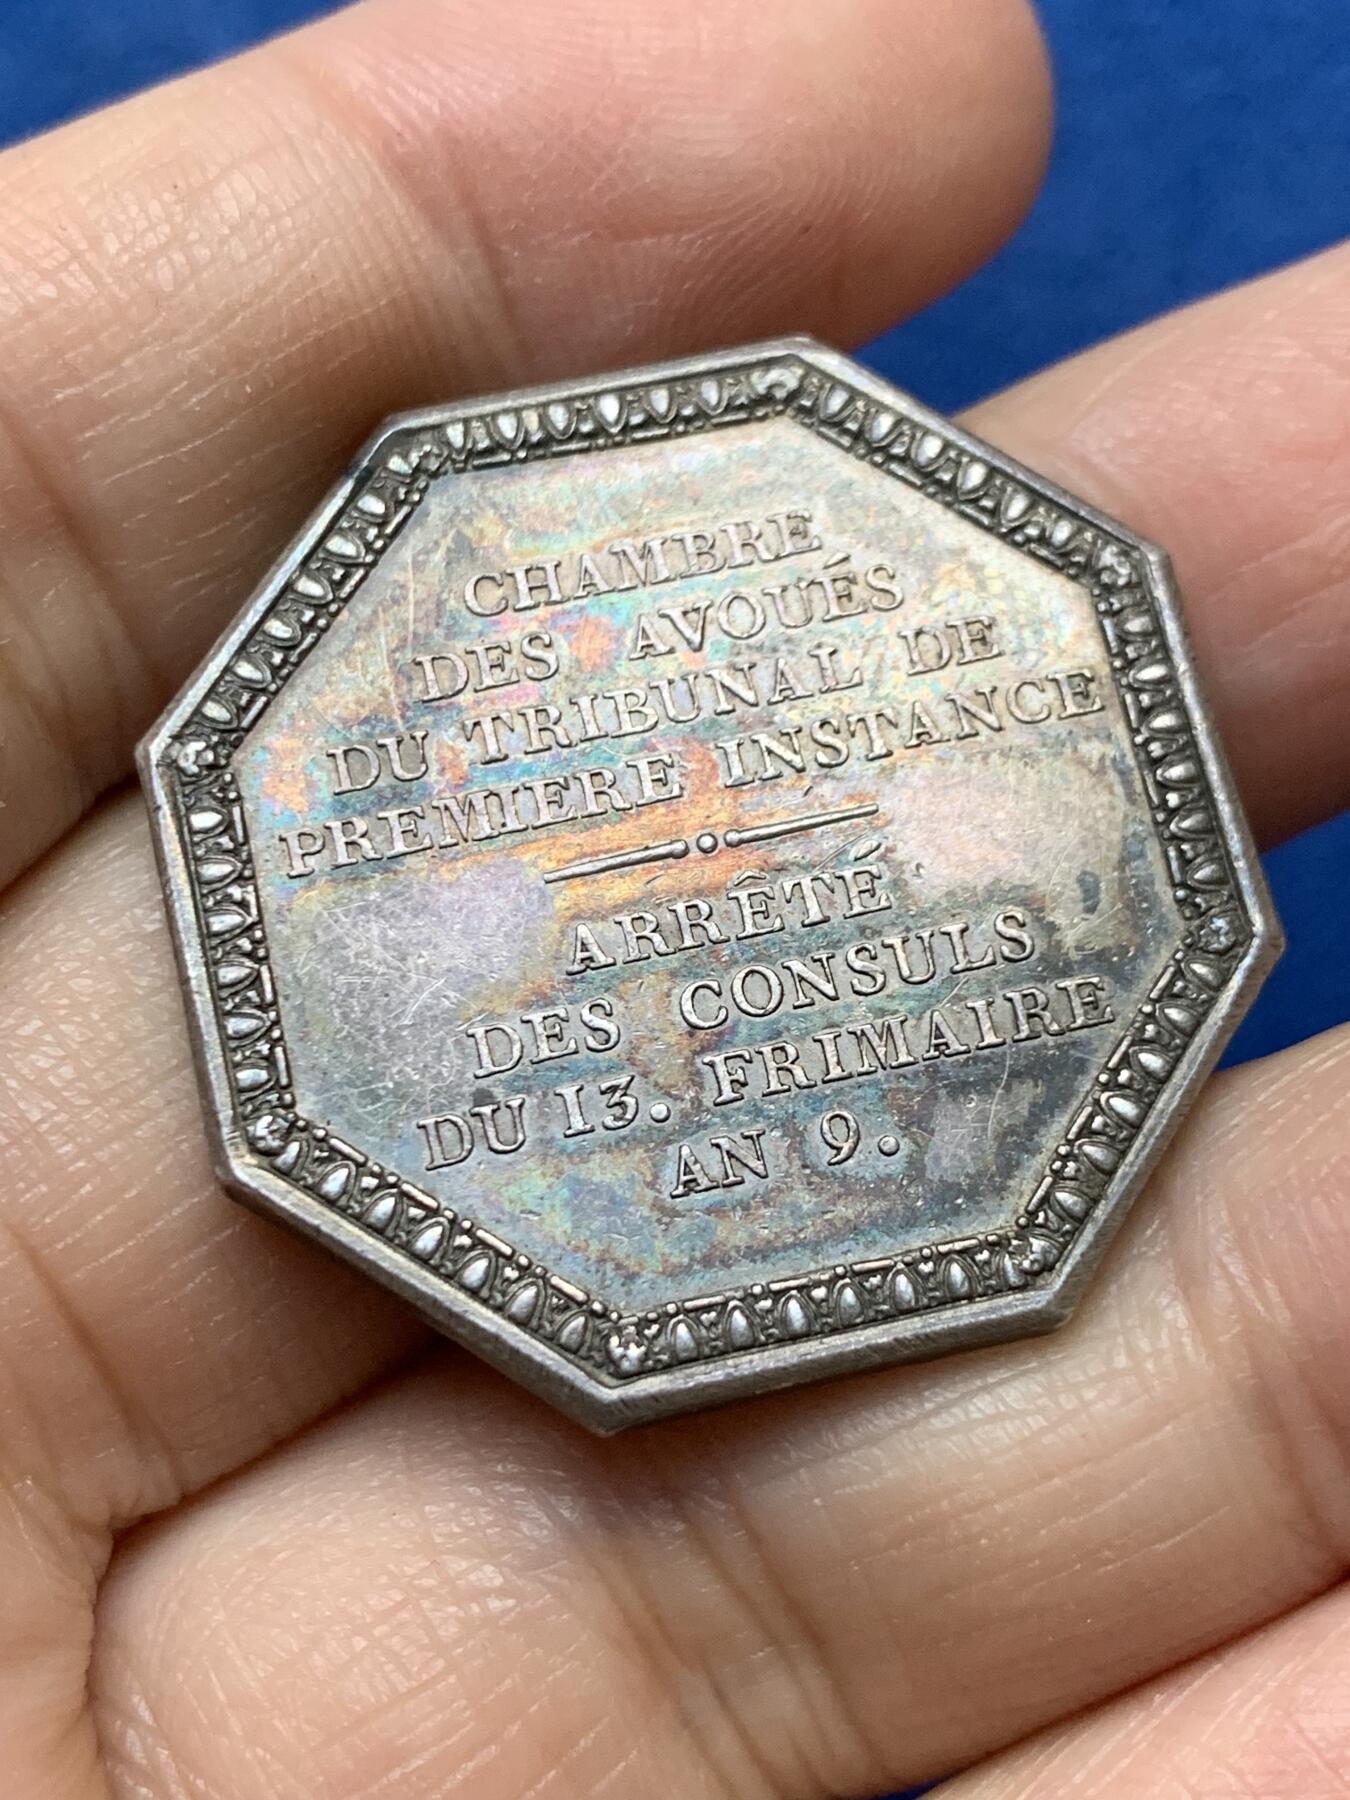 CHAMBRE
DES AVOUÉS
DU TRIBUNAL DE
PREMIERE INSTANCE
ARRÊTÉ
DES CONSULS
DU 13. FRIMAIRE
AN 9.